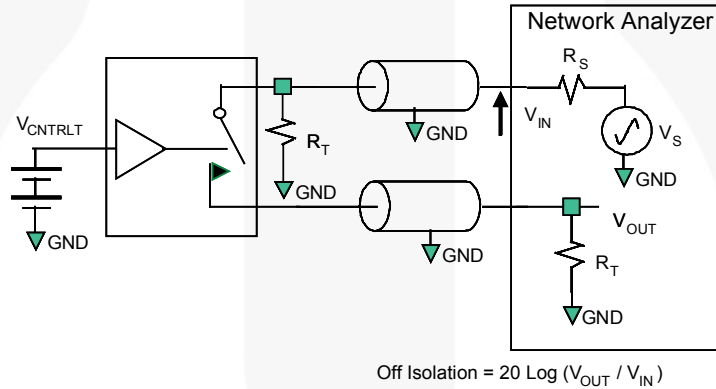 Network Analyzer
R_S
V_CNTRLT
GND
V_IN
V_S
R_T
GND
GND
GND
V_OUT
GND
GND
R_T
GND
Off Isolation = 20 Log (V_OUT / V_IN)